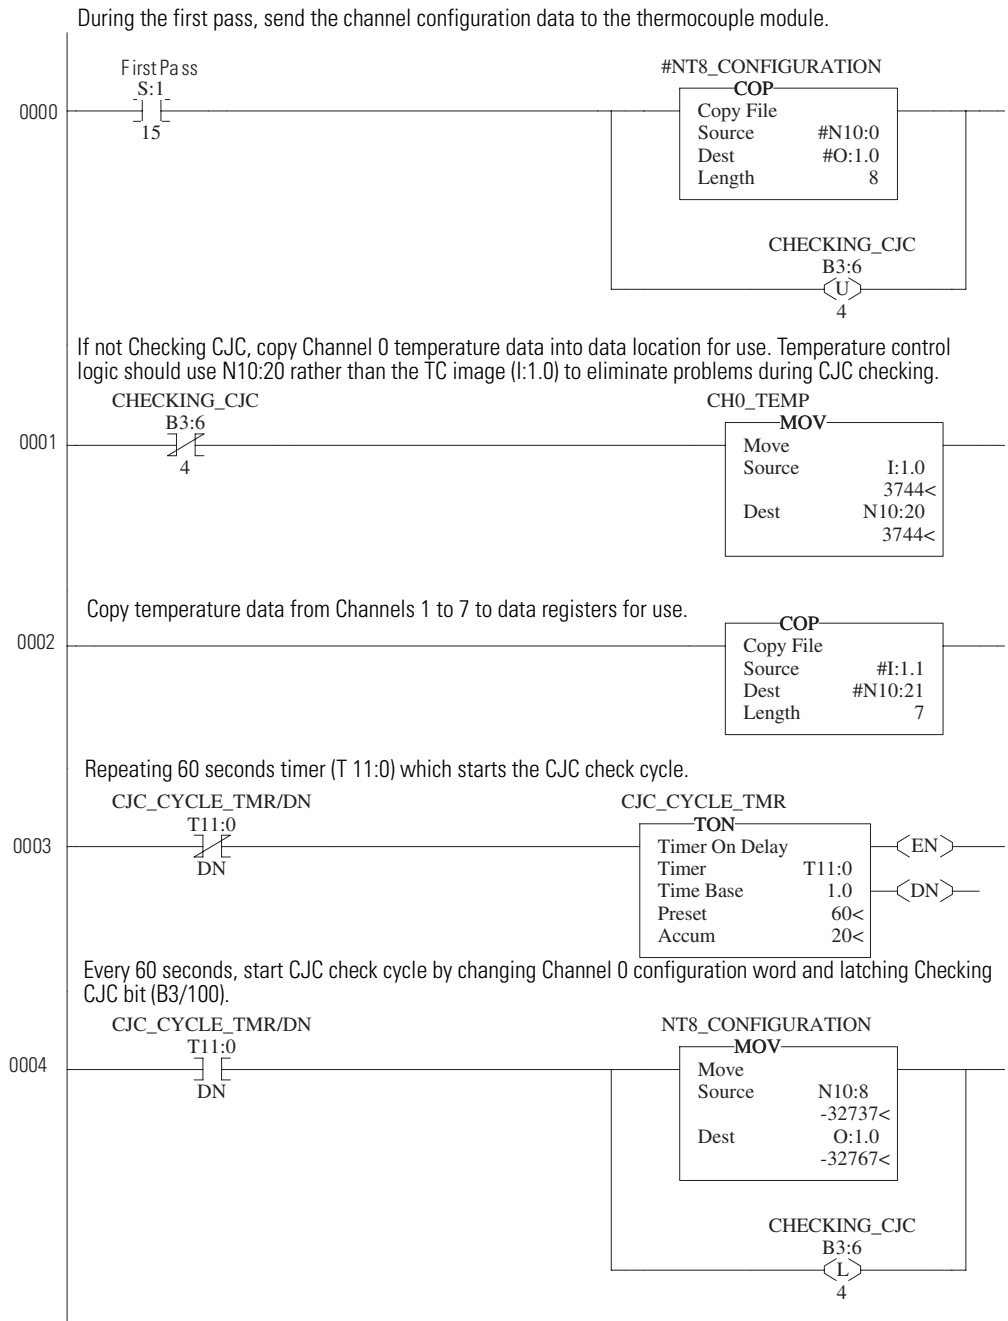 During the first pass, send the channel configuration data to the thermocouple module.
First Pass
S:1
15
0000
#NT8_CONFIGURATION
COP
Copy File
Source #N10:0
Dest #O:1.0
Length 8
CHECKING_CJC
B3:6
U
4
If not Checking CJC, copy Channel 0 temperature data into data location for use. Temperature control
logic should use N10:20 rather than the TC image (I:1.0) to eliminate problems during CJC checking.
CHECKING_CJC
B3:6
4
0001
CH0_TEMP
MOV
Move
Source I:1.0
3744<
Dest N10:20
3744<
Copy temperature data from Channels 1 to 7 to data registers for use.
0002
COP
Copy File
Source #I:1.1
Dest #N10:21
Length 7
Repeating 60 seconds timer (T 11:0) which starts the CJC check cycle.
CJC_CYCLE_TMR/DN
T11:0
DN
0003
CJC_CYCLE_TMR
TON
Timer On Delay
Timer T11:0
Time Base 1.0
Preset 60<
Accum 20<
EN
DN
Every 60 seconds, start CJC check cycle by changing Channel 0 configuration word and latching Checking
CJC bit (B3/100).
CJC_CYCLE_TMR/DN
T11:0
DN
0004
NT8_CONFIGURATION
MOV
Move
Source N10:8
-32737<
Dest O:1.0
-32767<
CHECKING_CJC
B3:6
L
4